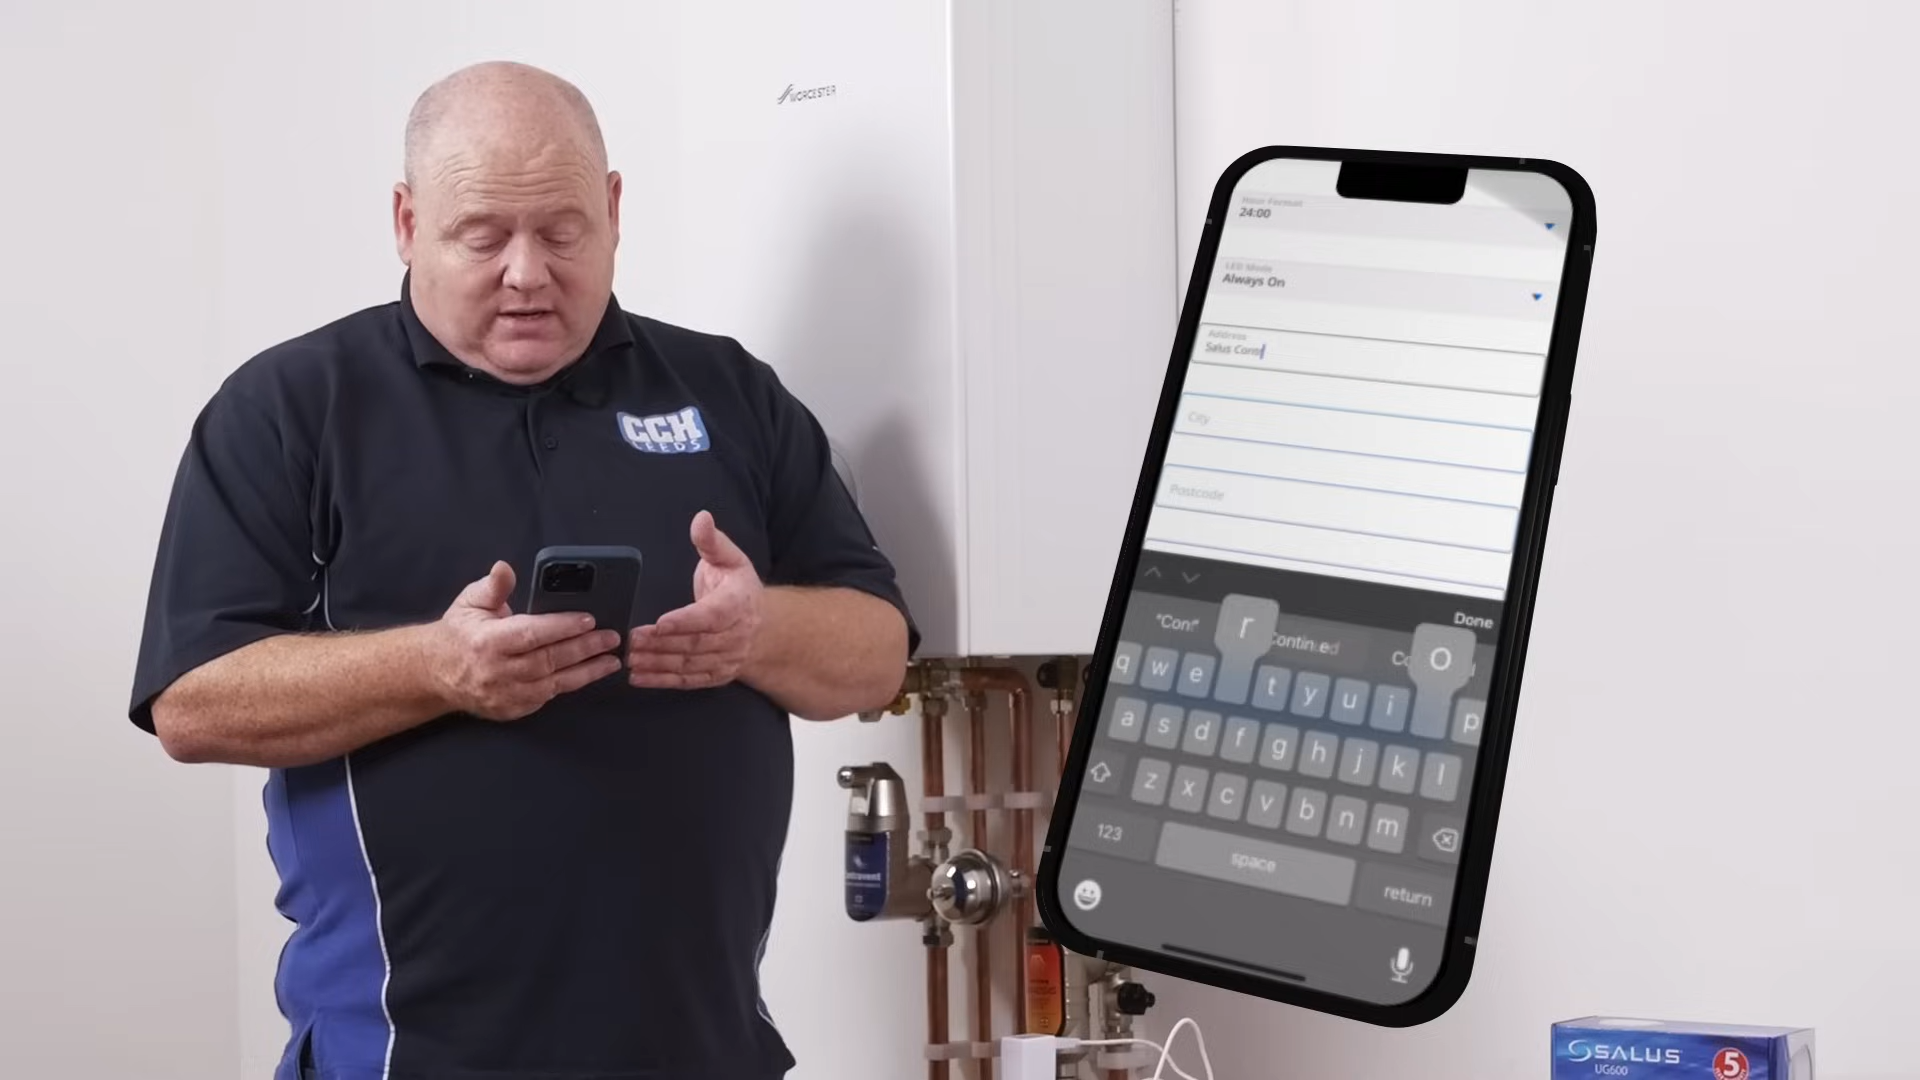 WORCESTER
CCH
LEEDS
Hour Format
24:00
LED Mode
Always On
Address
Salus Cont
City
Postcode
Done
r
o
q w e t y u i p
a s d f g h j k l
z x c v b n m
123
space
return
SALUS
UG600
5